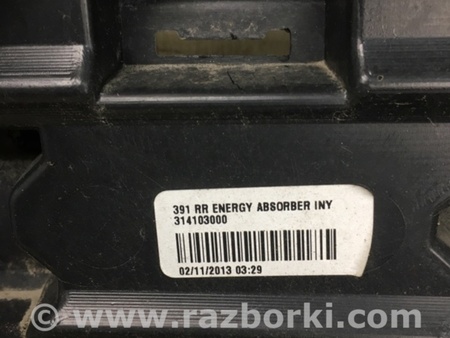 391 RR ENERGY ABSORBER INY
314103000
02/11/2013 03:29
www.razborki.com